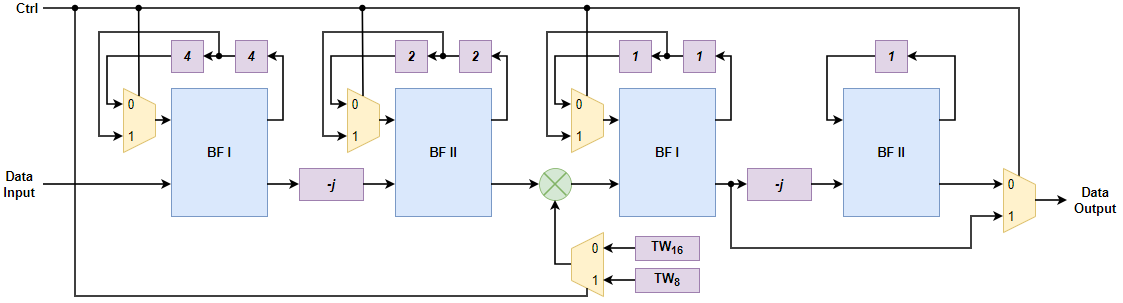 Ctrl
4 4 2 2 1 1 1
0 0 0
1 1 1
BF I BF II BF I BF II
Data
Input
-j -j
0
1
Data
Output
0 TW16
1 TW8